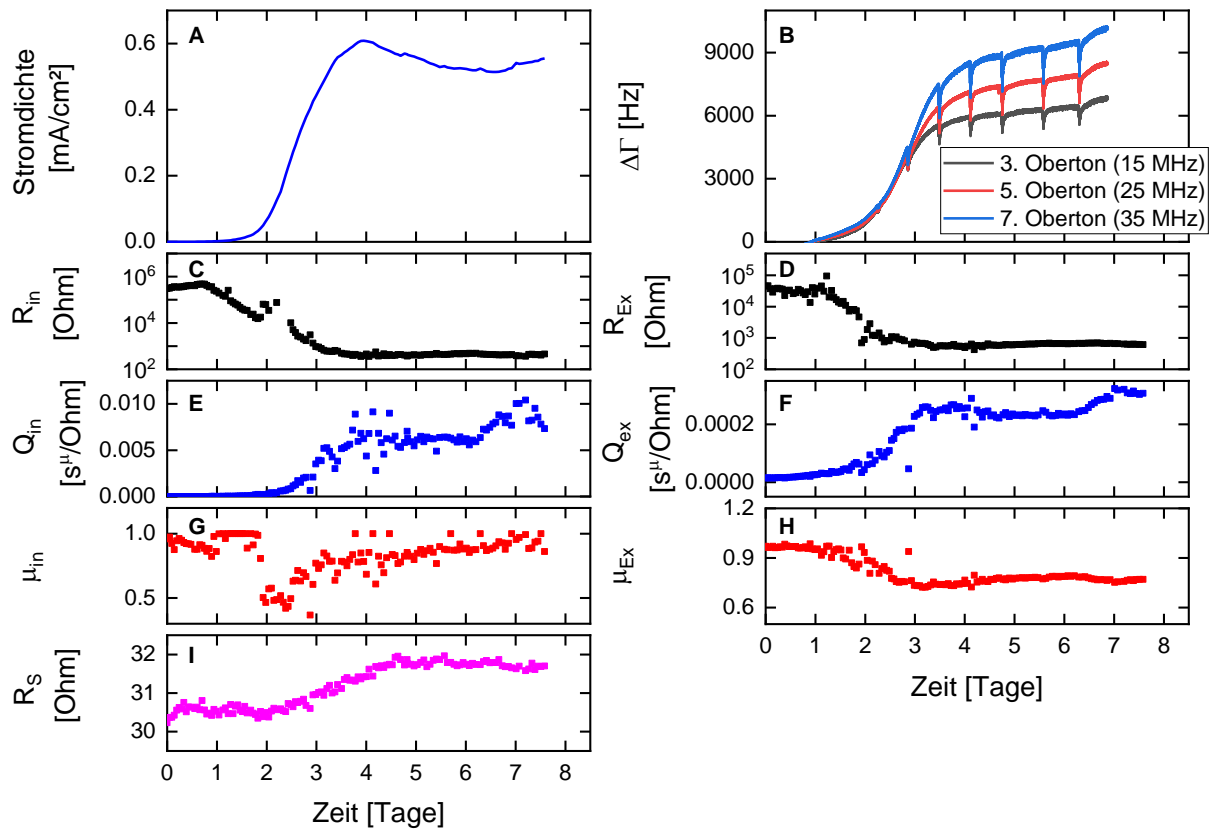 A
Stromdichte
[mA/cm²]
0.6
0.4
0.2
0.0
B
ΔΓ [Hz]
9000
6000
3000
0
3. Oberton (15 MHz)
5. Oberton (25 MHz)
7. Oberton (35 MHz)
C
R_in
[Ohm]
10^6
10^4
10^2
D
R_Ex
[Ohm]
10^5
10^4
10^3
10^2
E
Q_in
[s^μ/Ohm]
0.010
0.005
0.000
F
Q_ex
[s^μ/Ohm]
0.0002
0.0000
G
μ_in
1.0
0.5
H
μ_Ex
1.2
0.9
0.6
0 1 2 3 4 5 6 7 8
Zeit [Tage]
I
R_S
[Ohm]
32
31
30
0 1 2 3 4 5 6 7 8
Zeit [Tage]